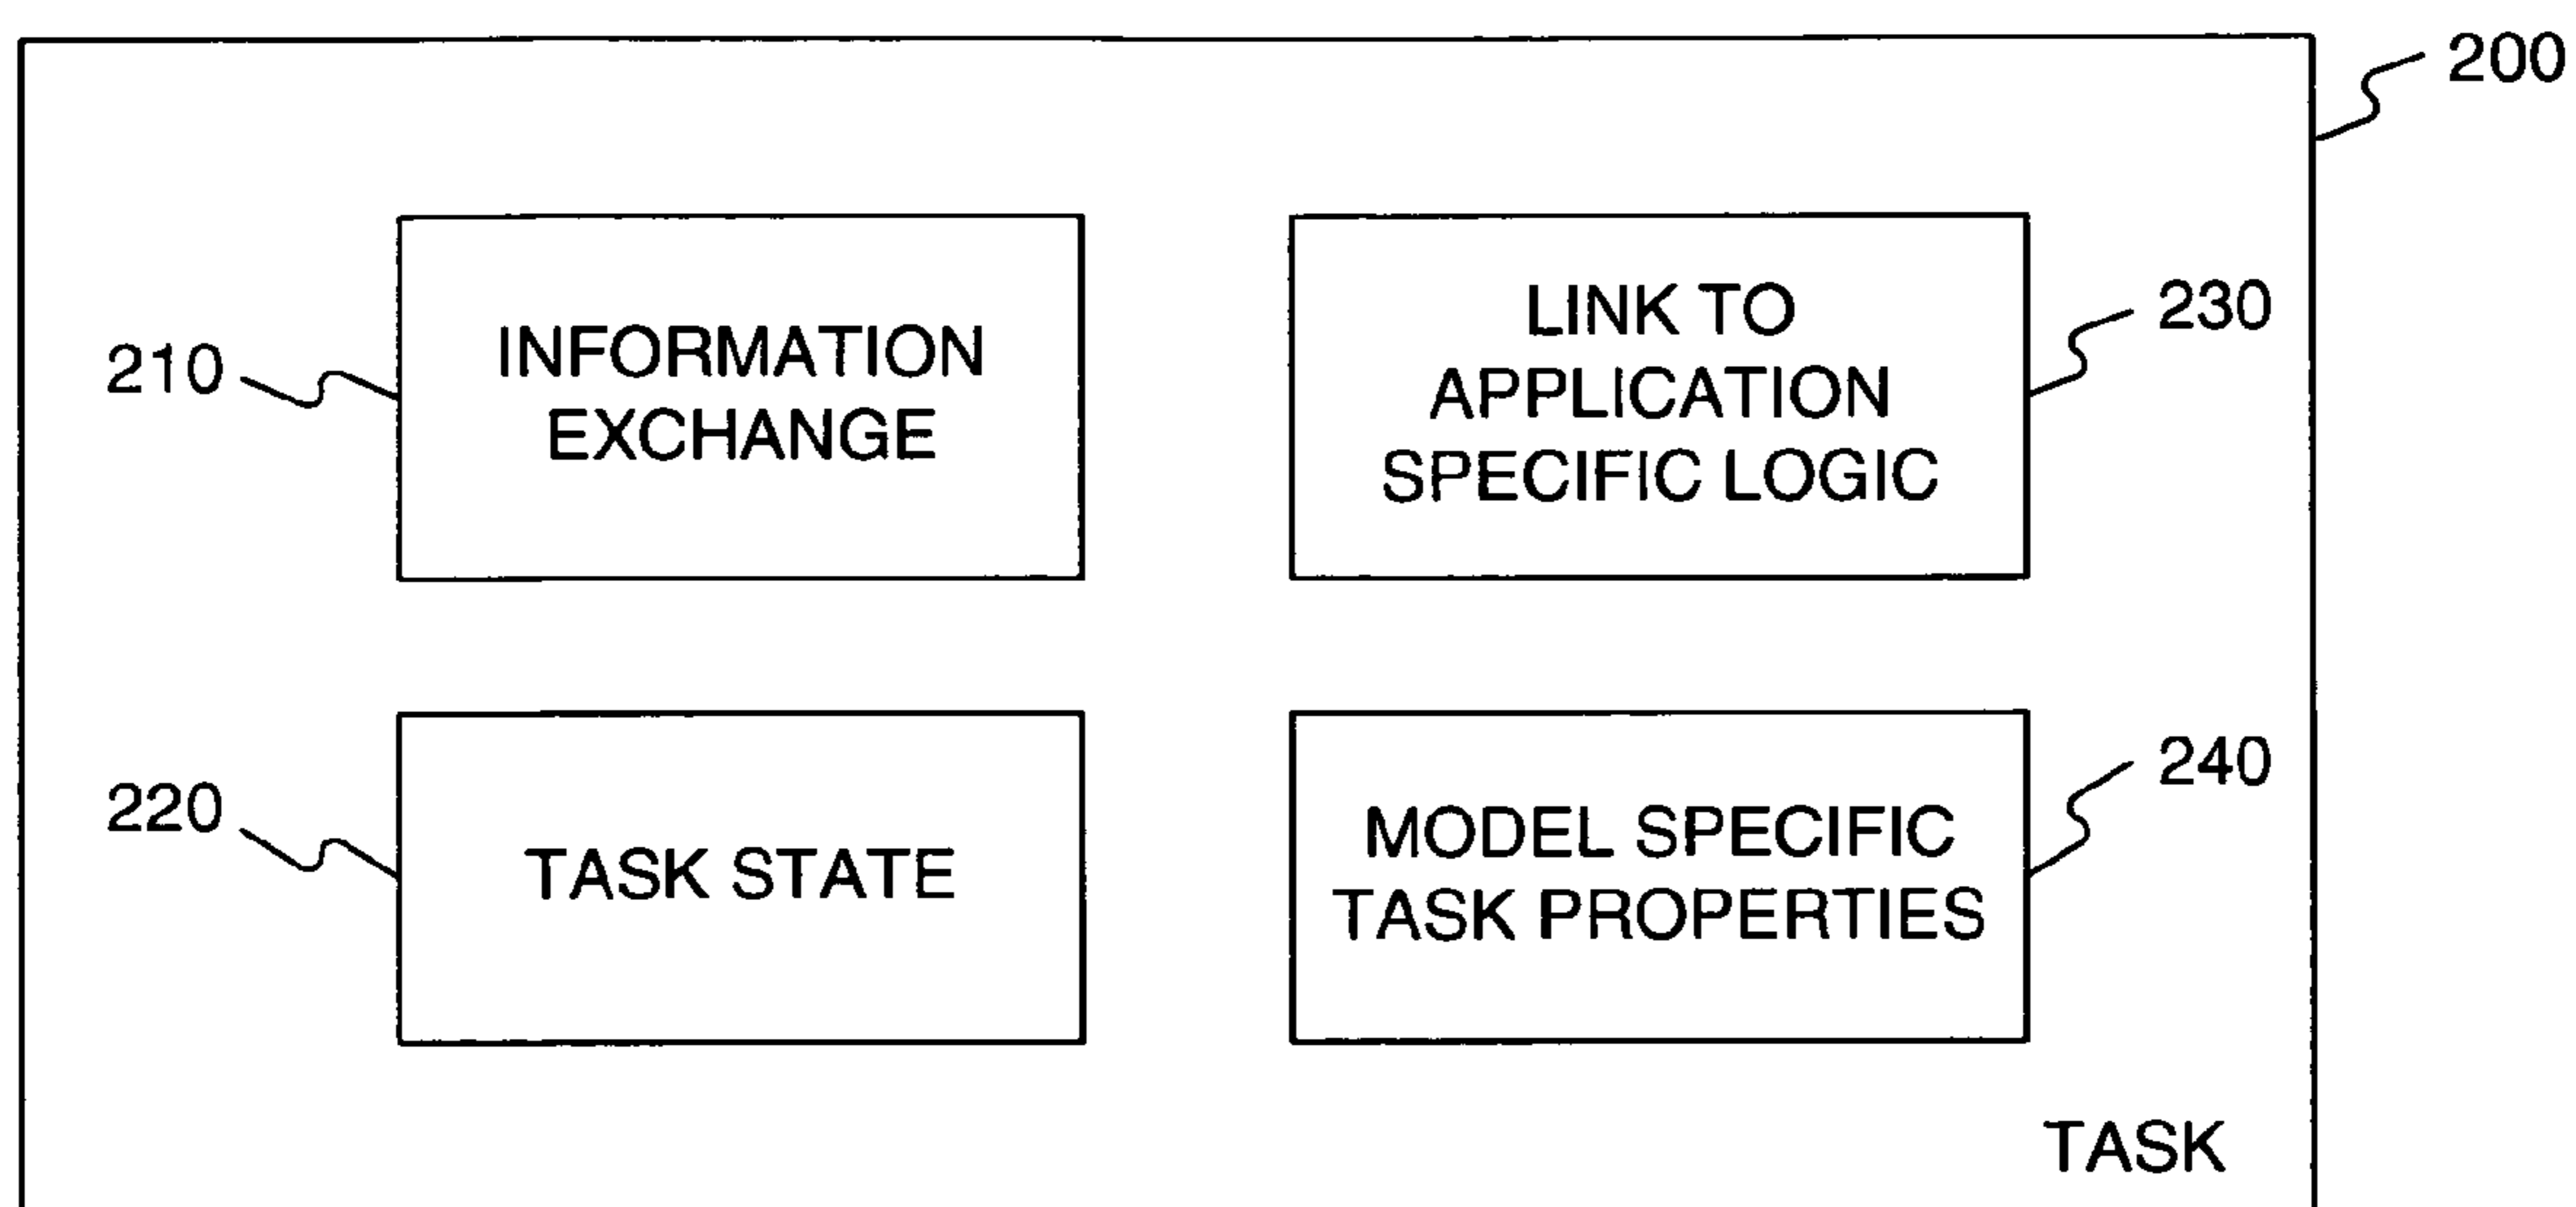 200
210
INFORMATION
EXCHANGE
LINK TO
APPLICATION
SPECIFIC LOGIC
230
220
TASK STATE
MODEL SPECIFIC
TASK PROPERTIES
240
TASK